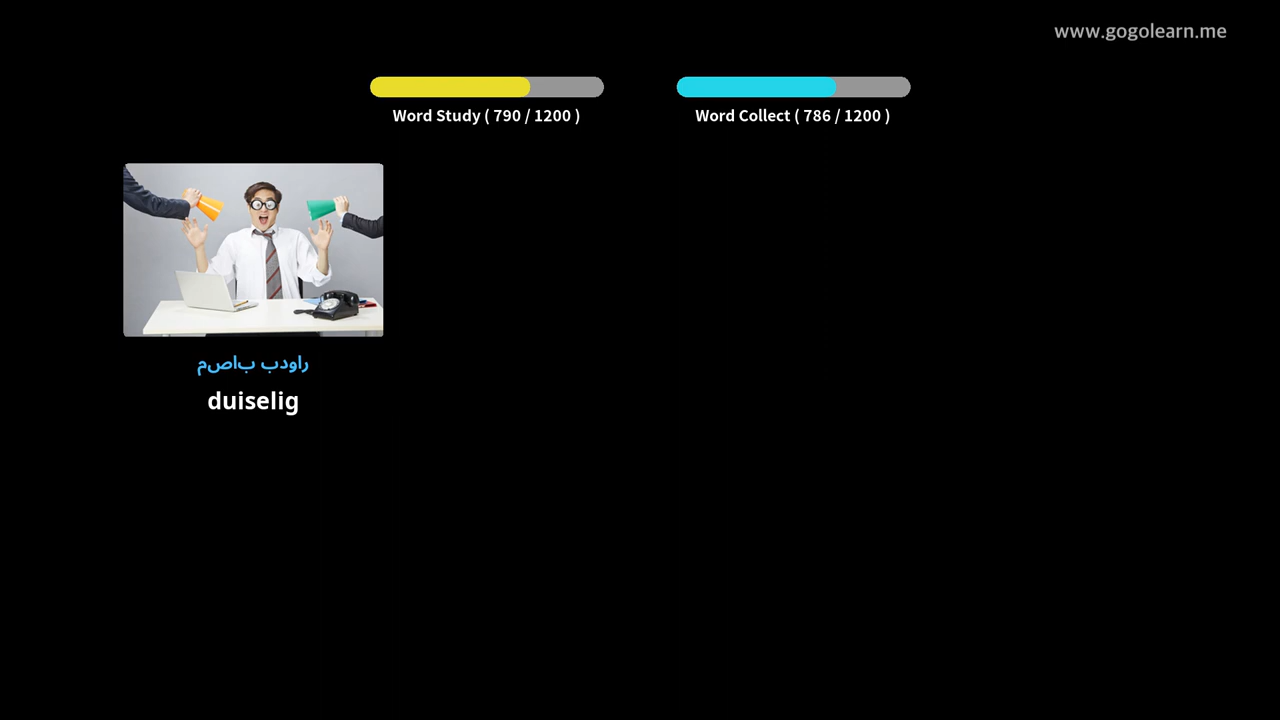 www.gogolearn.me
Word Study ( 790 / 1200 )
Word Collect ( 786 / 1200 )
راودب باصم
duiselig